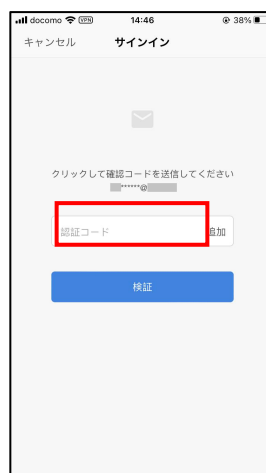 docomo VPN 14:46 38%
キャンセル サインイン
クリックして確認コードを送信してください
******@
認証コード 追加
検証